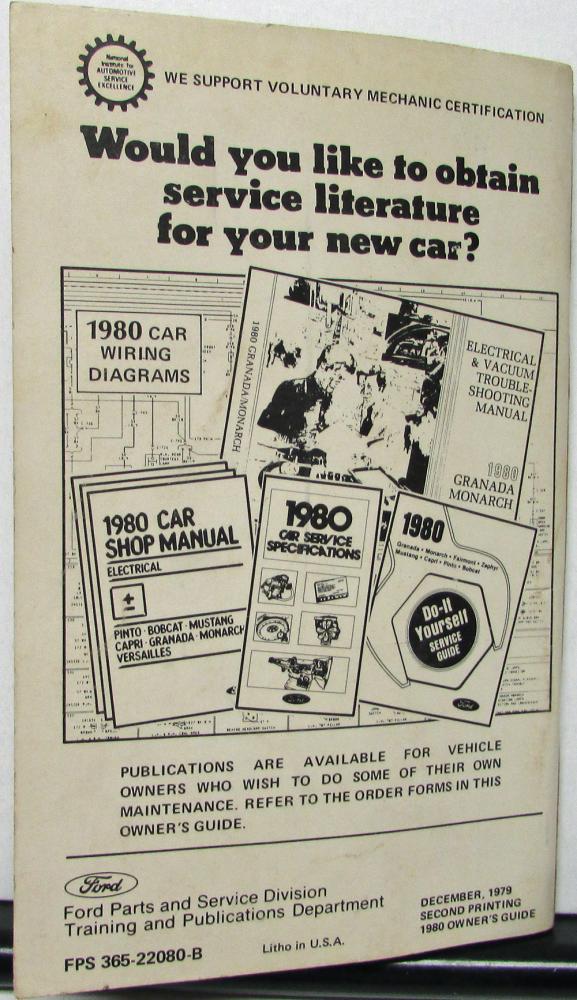 National
Institute for
AUTOMOTIVE
SERVICE
EXCELLENCE
WE SUPPORT VOLUNTARY MECHANIC CERTIFICATION
Would you like to obtain
service literature
for your new car?
1980 CAR
WIRING
DIAGRAMS
1980 GRANADA/MONARCH
ELECTRICAL
& VACUUM
TROUBLE-
SHOOTING
MANUAL
1980
GRANADA
MONARCH
1980 CAR
SHOP MANUAL
ELECTRICAL
PINTO · BOBCAT · MUSTANG
CAPRI · GRANADA · MONARCH
VERSAILLES
1980
CAR SERVICE
SPECIFICATIONS
Ford
1980
Granada • Monarch • Fairmont • Zephyr
Mustang • Capri • Pinto • Bobcat
Do-it
Yourself
SERVICE
GUIDE
Ford
PUBLICATIONS ARE AVAILABLE FOR VEHICLE
OWNERS WHO WISH TO DO SOME OF THEIR OWN
MAINTENANCE. REFER TO THE ORDER FORMS IN THIS
OWNER'S GUIDE.
Ford
Ford Parts and Service Division
Training and Publications Department
FPS 365-22080-B
Litho in U.S.A.
DECEMBER, 1979
SECOND PRINTING
1980 OWNER'S GUIDE